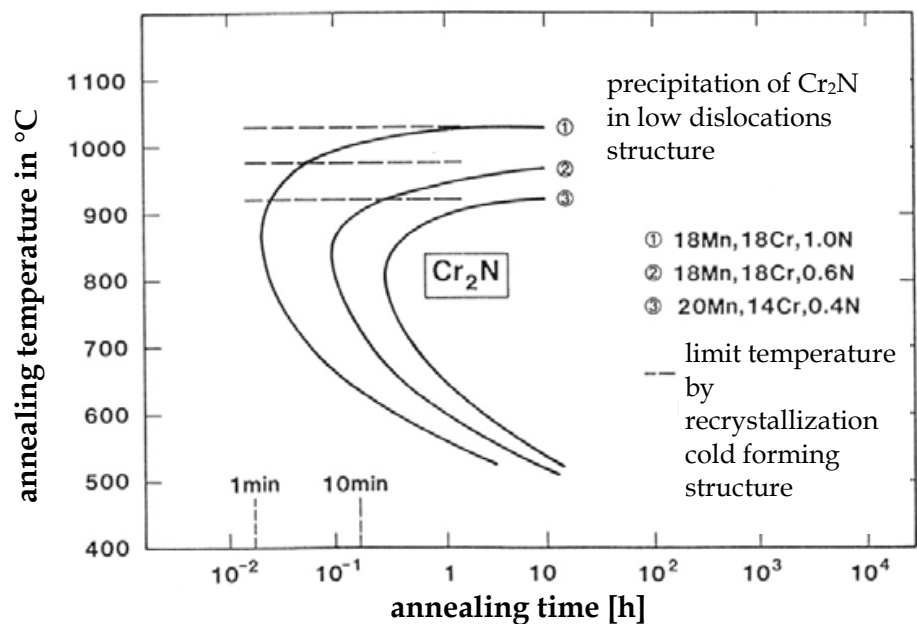 annealing temperature in °C
1100
1000
900
800
700
600
500
400
1min
10min
10⁻²
10⁻¹
1
10
10²
10³
10⁴
annealing time [h]
①
②
③
Cr₂N
precipitation of Cr₂N
in low dislocations
structure
① 18Mn,18Cr,1.0N
② 18Mn,18Cr,0.6N
③ 20Mn,14Cr,0.4N
limit temperature
by
recrystallization
cold forming
structure